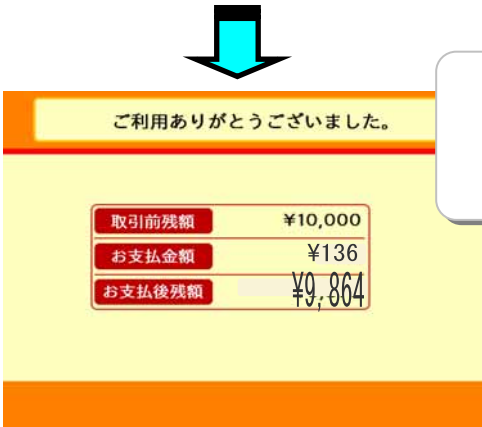 ご利用ありがとうございました。
取引前残額 ¥10,000
お支払金額 ¥136
お支払後残額 ¥9,864